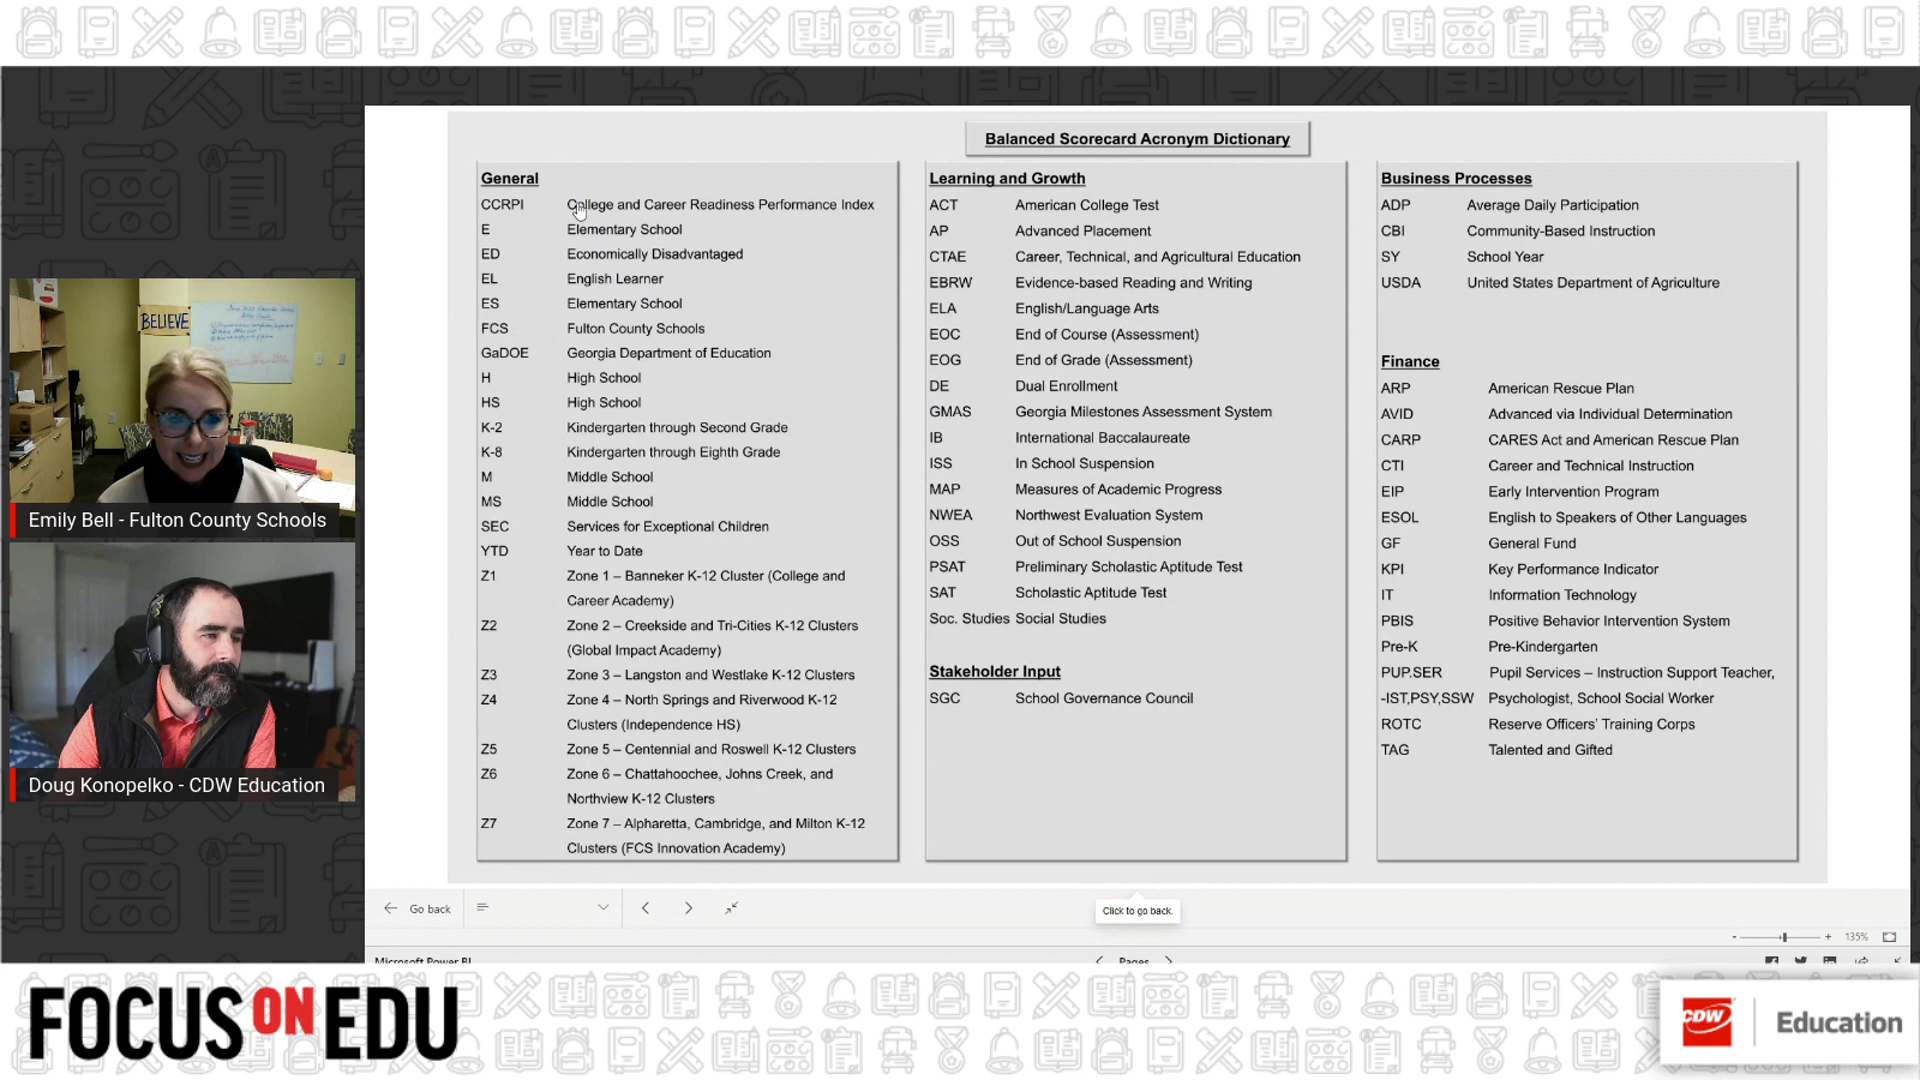 Balanced Scorecard Acronym Dictionary
General
CCRPI College and Career Readiness Performance Index
E Elementary School
ED Economically Disadvantaged
EL English Learner
ES Elementary School
FCS Fulton County Schools
GaDOE Georgia Department of Education
H High School
HS High School
K-2 Kindergarten through Second Grade
K-8 Kindergarten through Eighth Grade
M Middle School
MS Middle School
SEC Services for Exceptional Children
YTD Year to Date
Z1 Zone 1 – Banneker K-12 Cluster (College and
Career Academy)
Z2 Zone 2 – Creekside and Tri-Cities K-12 Clusters
(Global Impact Academy)
Z3 Zone 3 – Langston and Westlake K-12 Clusters
Z4 Zone 4 – North Springs and Riverwood K-12
Clusters (Independence HS)
Z5 Zone 5 – Centennial and Roswell K-12 Clusters
Z6 Zone 6 – Chattahoochee, Johns Creek, and
Northview K-12 Clusters
Z7 Zone 7 – Alpharetta, Cambridge, and Milton K-12
Clusters (FCS Innovation Academy)
Learning and Growth
ACT American College Test
AP Advanced Placement
CTAE Career, Technical, and Agricultural Education
EBRW Evidence-based Reading and Writing
ELA English/Language Arts
EOC End of Course (Assessment)
EOG End of Grade (Assessment)
DE Dual Enrollment
GMAS Georgia Milestones Assessment System
IB International Baccalaureate
ISS In School Suspension
MAP Measures of Academic Progress
NWEA Northwest Evaluation System
OSS Out of School Suspension
PSAT Preliminary Scholastic Aptitude Test
SAT Scholastic Aptitude Test
Soc. Studies Social Studies
Stakeholder Input
SGC School Governance Council
Business Processes
ADP Average Daily Participation
CBI Community-Based Instruction
SY School Year
USDA United States Department of Agriculture
Finance
ARP American Rescue Plan
AVID Advanced via Individual Determination
CARP CARES Act and American Rescue Plan
CTI Career and Technical Instruction
EIP Early Intervention Program
ESOL English to Speakers of Other Languages
GF General Fund
KPI Key Performance Indicator
IT Information Technology
PBIS Positive Behavior Intervention System
Pre-K Pre-Kindergarten
PUP.SER Pupil Services – Instruction Support Teacher,
-IST,PSY,SSW Psychologist, School Social Worker
ROTC Reserve Officers' Training Corps
TAG Talented and Gifted
BELIEVE
Emily Bell - Fulton County Schools
Doug Konopelko - CDW Education
Go back
Click to go back.
- + 135%
Microsoft Power BI
Pages
FOCUS ON EDU
CDW Education